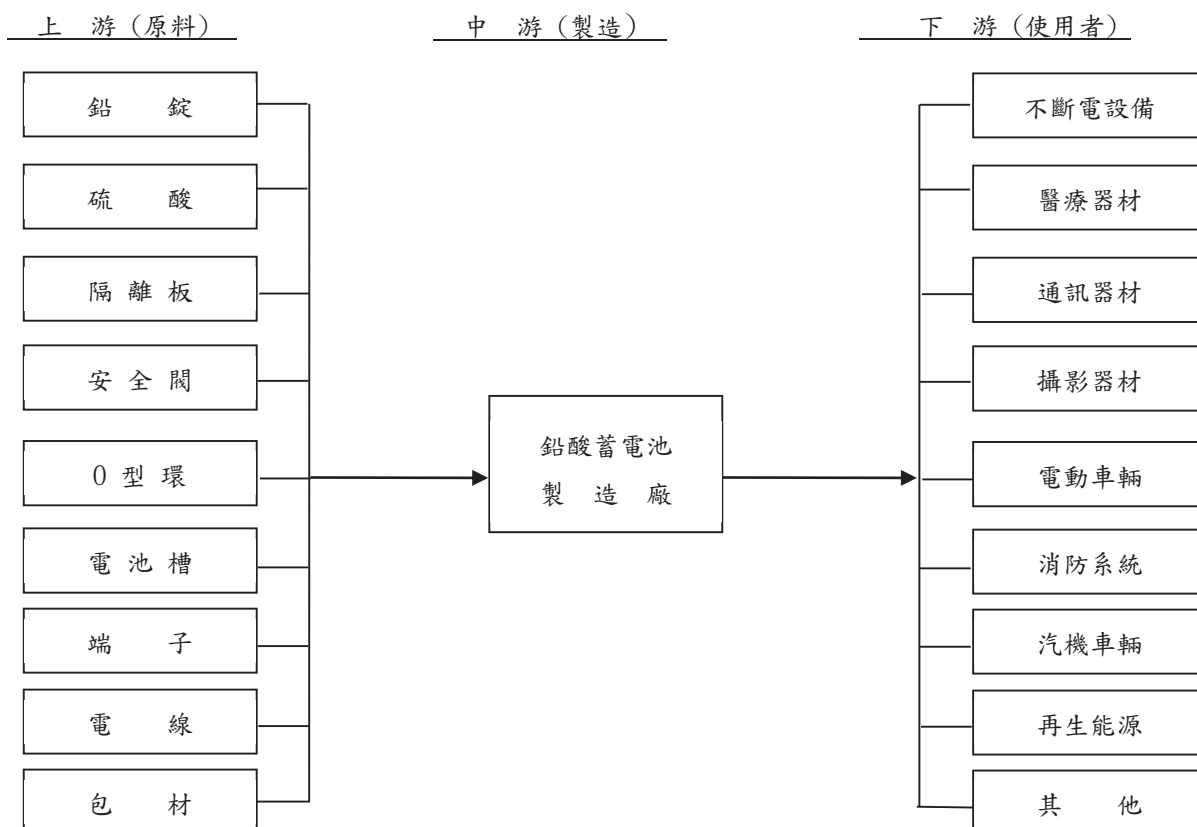 上 游（原料）
中 游（製造）
下 游（使用者）
鉛 錠
硫 酸
隔 離 板
安 全 閥
O 型 環
電 池 槽
端 子
電 線
包 材
鉛酸蓄電池
製 造 廠
不斷電設備
醫療器材
通訊器材
攝影器材
電動車輛
消防系統
汽機車輛
再生能源
其 他